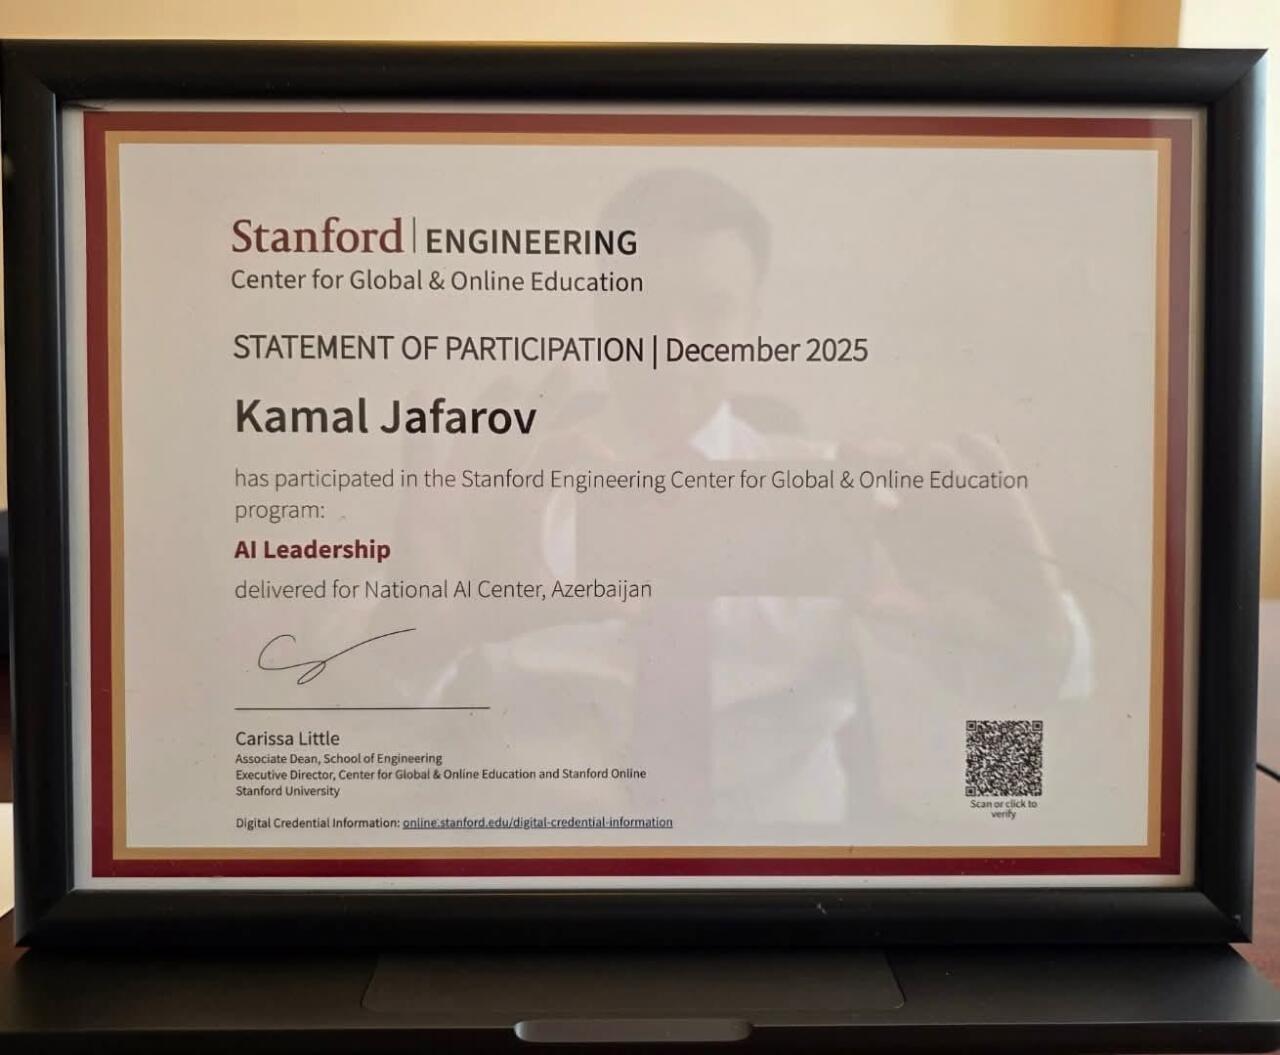 Stanford | ENGINEERING
Center for Global & Online Education
STATEMENT OF PARTICIPATION | December 2025
Kamal Jafarov
has participated in the Stanford Engineering Center for Global & Online Education
program:
AI Leadership
delivered for National AI Center, Azerbaijan
Carissa Little
Associate Dean, School of Engineering
Executive Director, Center for Global & Online Education and Stanford Online
Stanford University
Digital Credential Information: online.stanford.edu/digital-credential-information
Scan or click to
verify